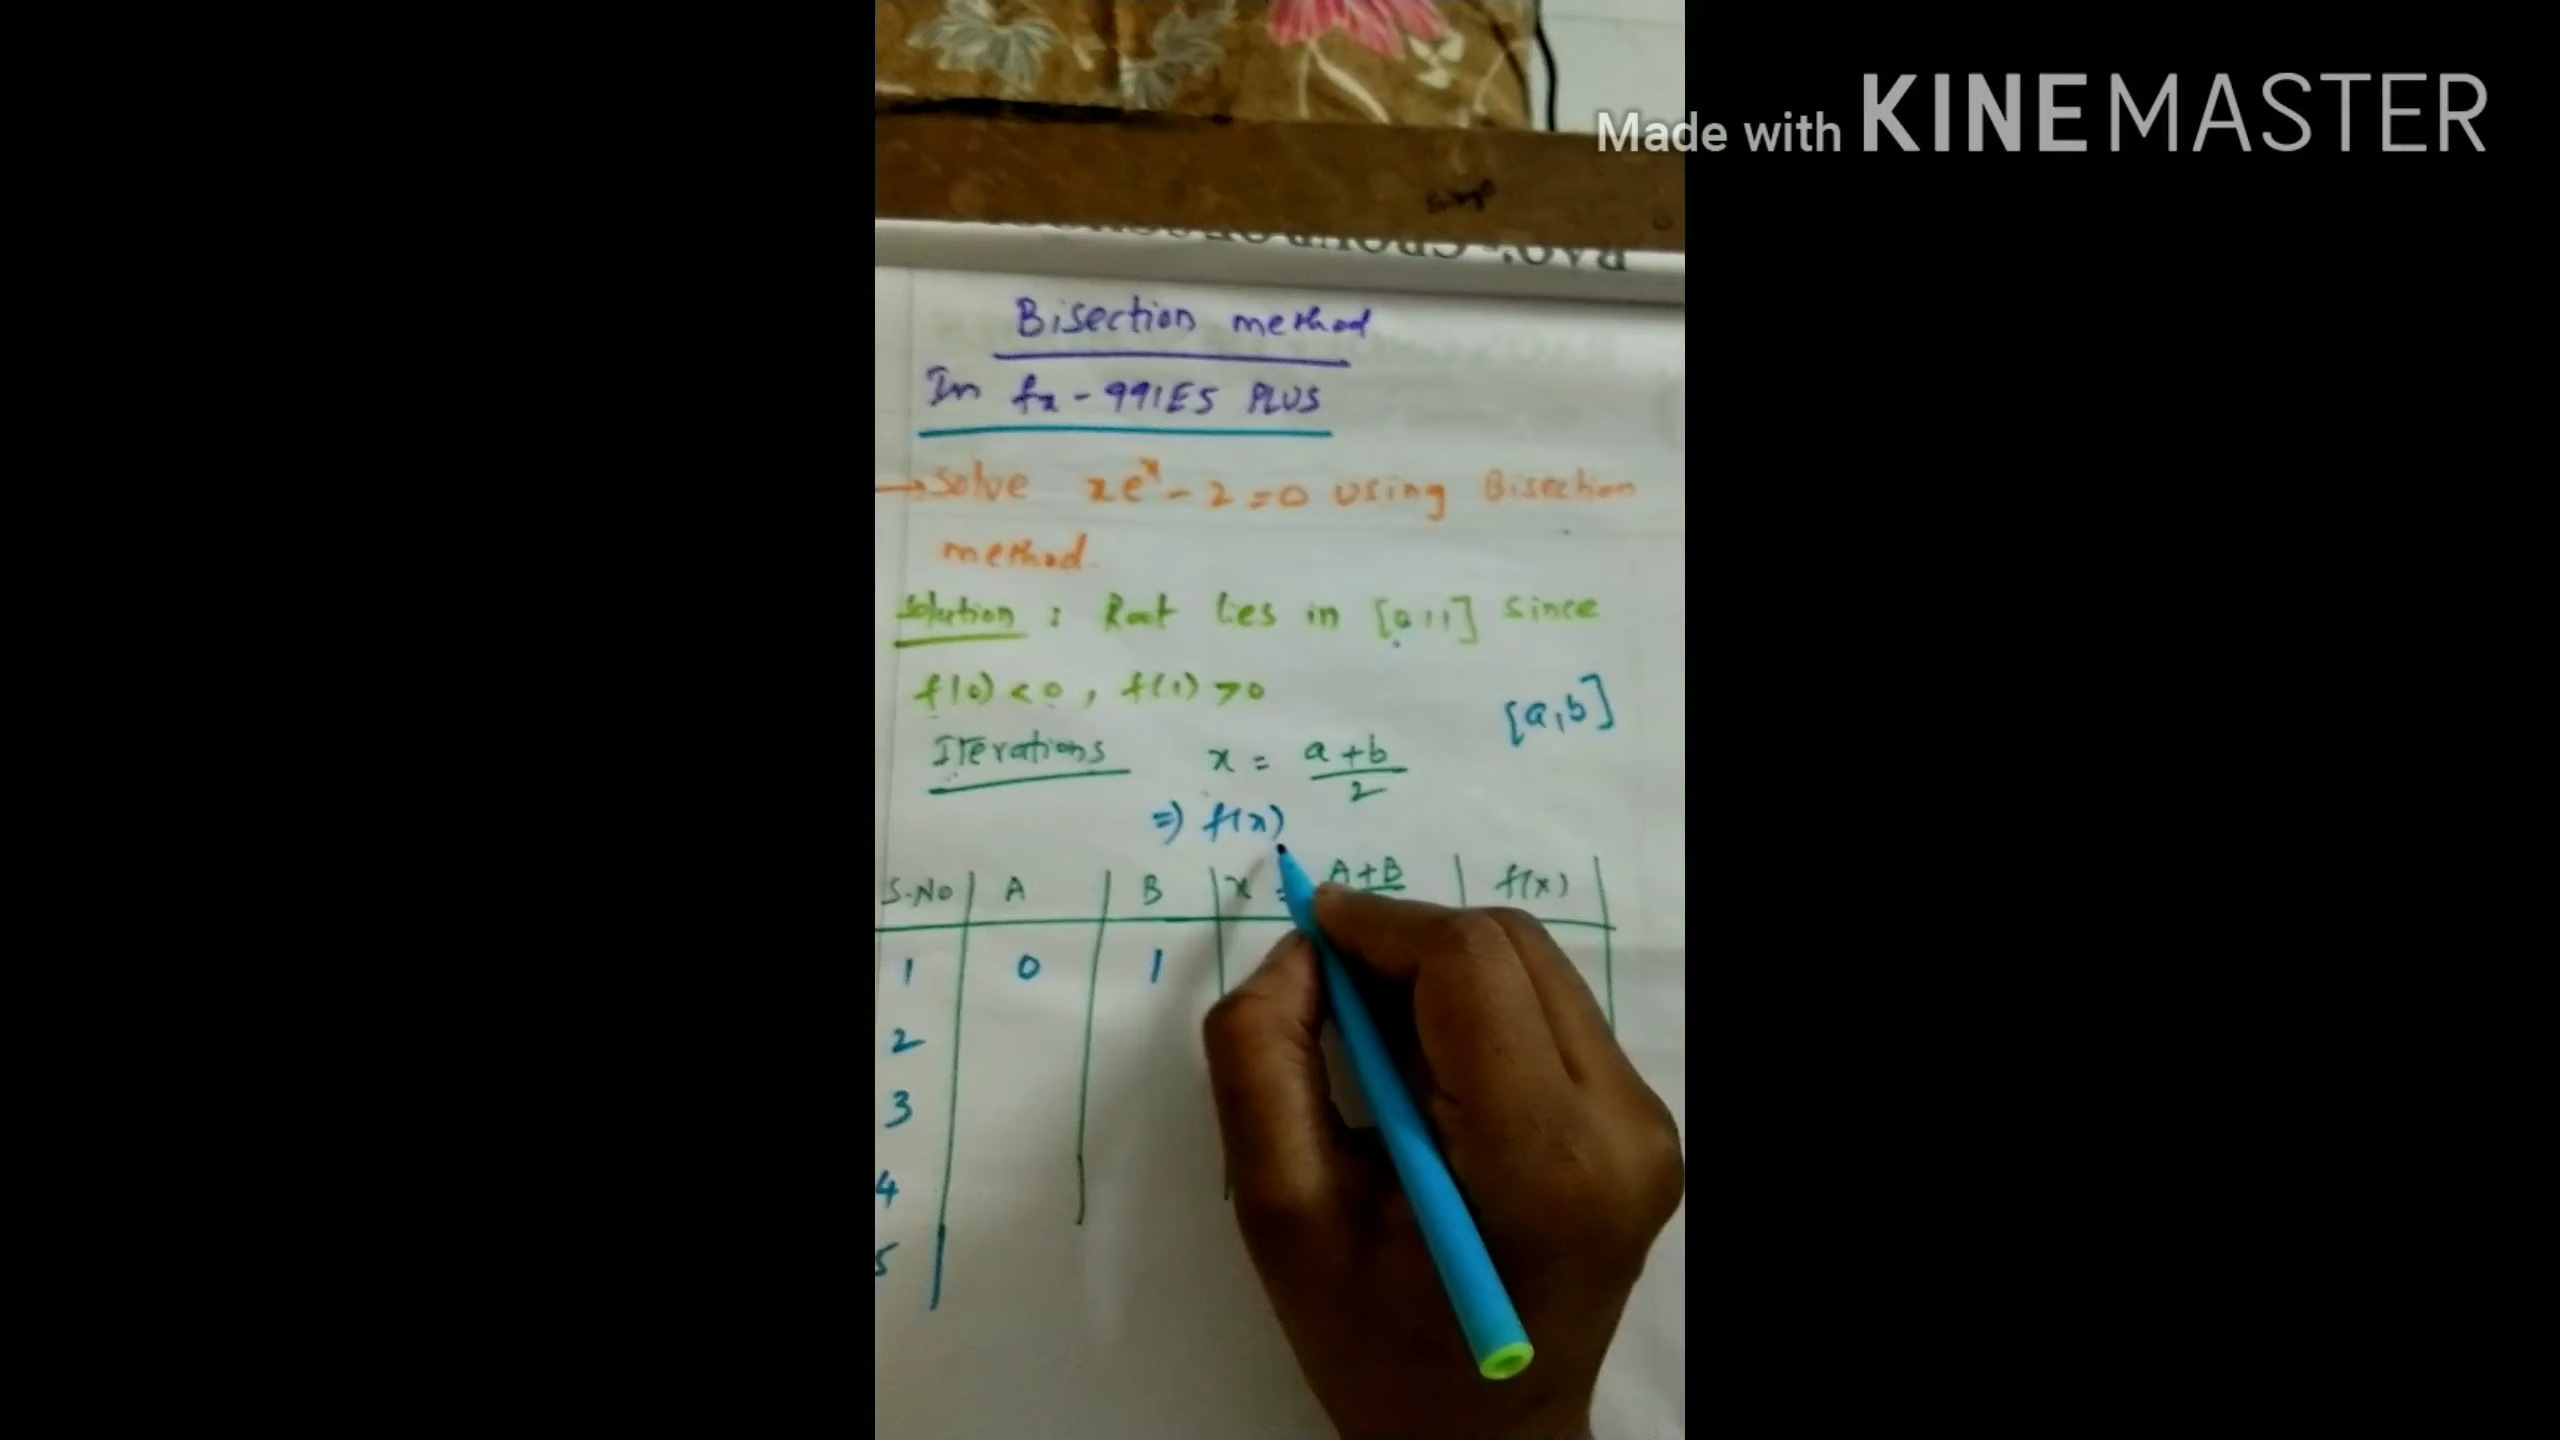 Made with KINEMASTER
Bisection method
In fx - 991ES PLUS
→ Solve xeˣ - 2 = 0 using Bisection
method.
Solution : Root lies in [0,1] since
f(0) < 0 , f(1) > 0
[a,b]
Iterations x = a+b/2
⇒ f(x)
S.No A B x = A+B f(x)
1 0 1
2
3
4
5